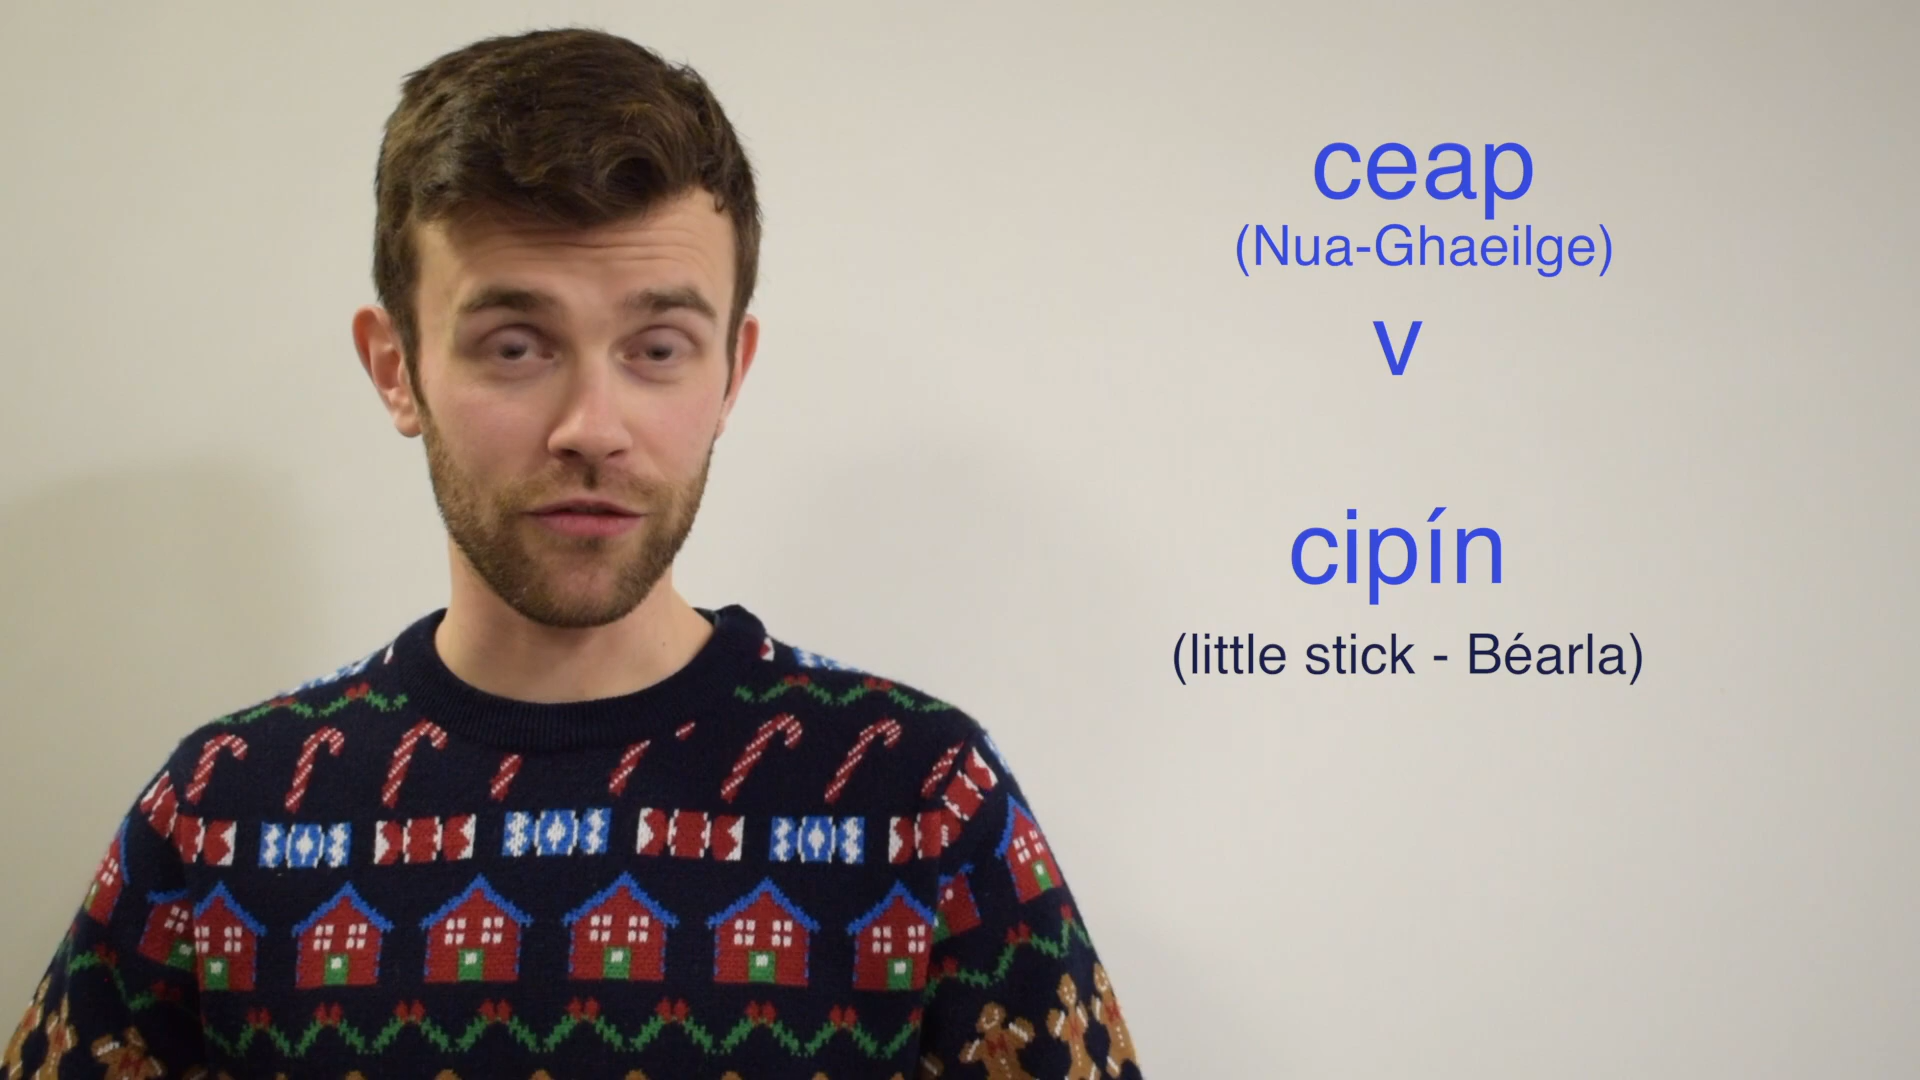 ceap
(Nua-Ghaeilge)
v
cipín
(little stick - Béarla)